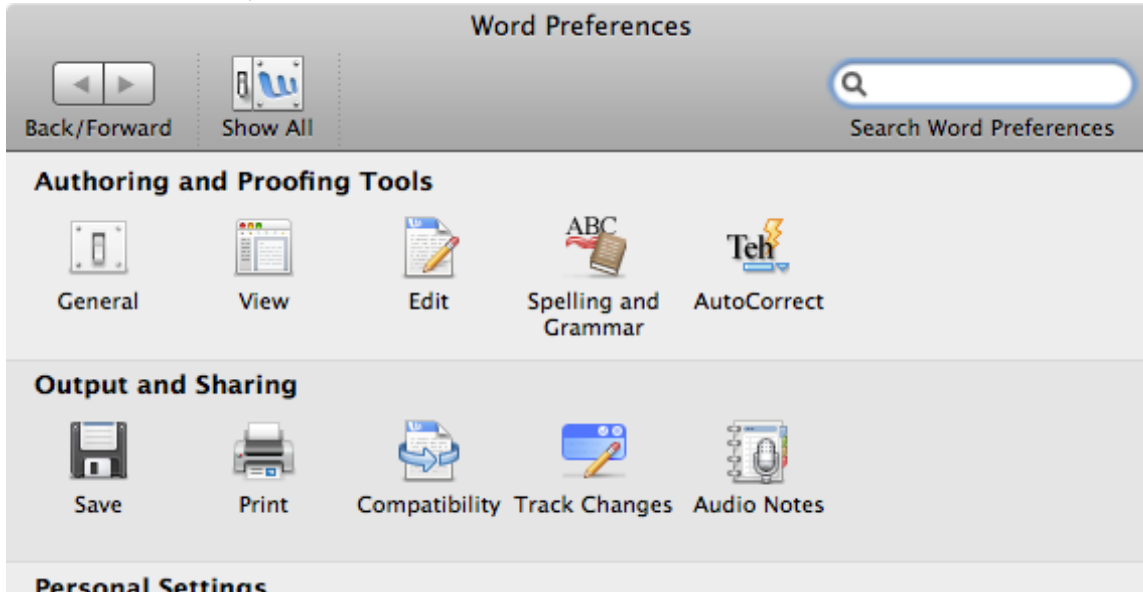 Word Preferences
Back/Forward
Show All
Search Word Preferences
Authoring and Proofing Tools
ABC
Teh
General
View
Edit
Spelling and
Grammar
AutoCorrect
Output and Sharing
Save
Print
Compatibility
Track Changes
Audio Notes
Personal Settings